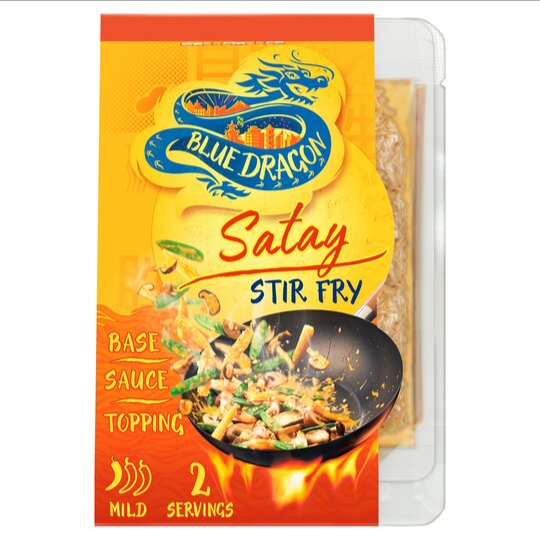 BLUE DRAGON
Satay
STIR FRY
BASE
SAUCE
TOPPING
MILD
2
SERVINGS